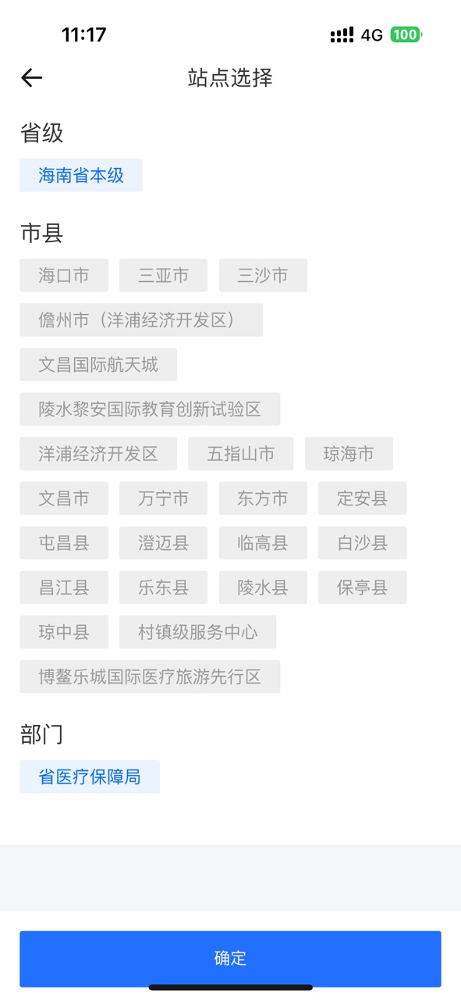 11:17 4G 100
站点选择
省级
海南省本级
市县
海口市 三亚市 三沙市
儋州市（洋浦经济开发区）
文昌国际航天城
陵水黎安国际教育创新试验区
洋浦经济开发区 五指山市 琼海市
文昌市 万宁市 东方市 定安县
屯昌县 澄迈县 临高县 白沙县
昌江县 乐东县 陵水县 保亭县
琼中县 村镇级服务中心
博鳌乐城国际医疗旅游先行区
部门
省医疗保障局
确定